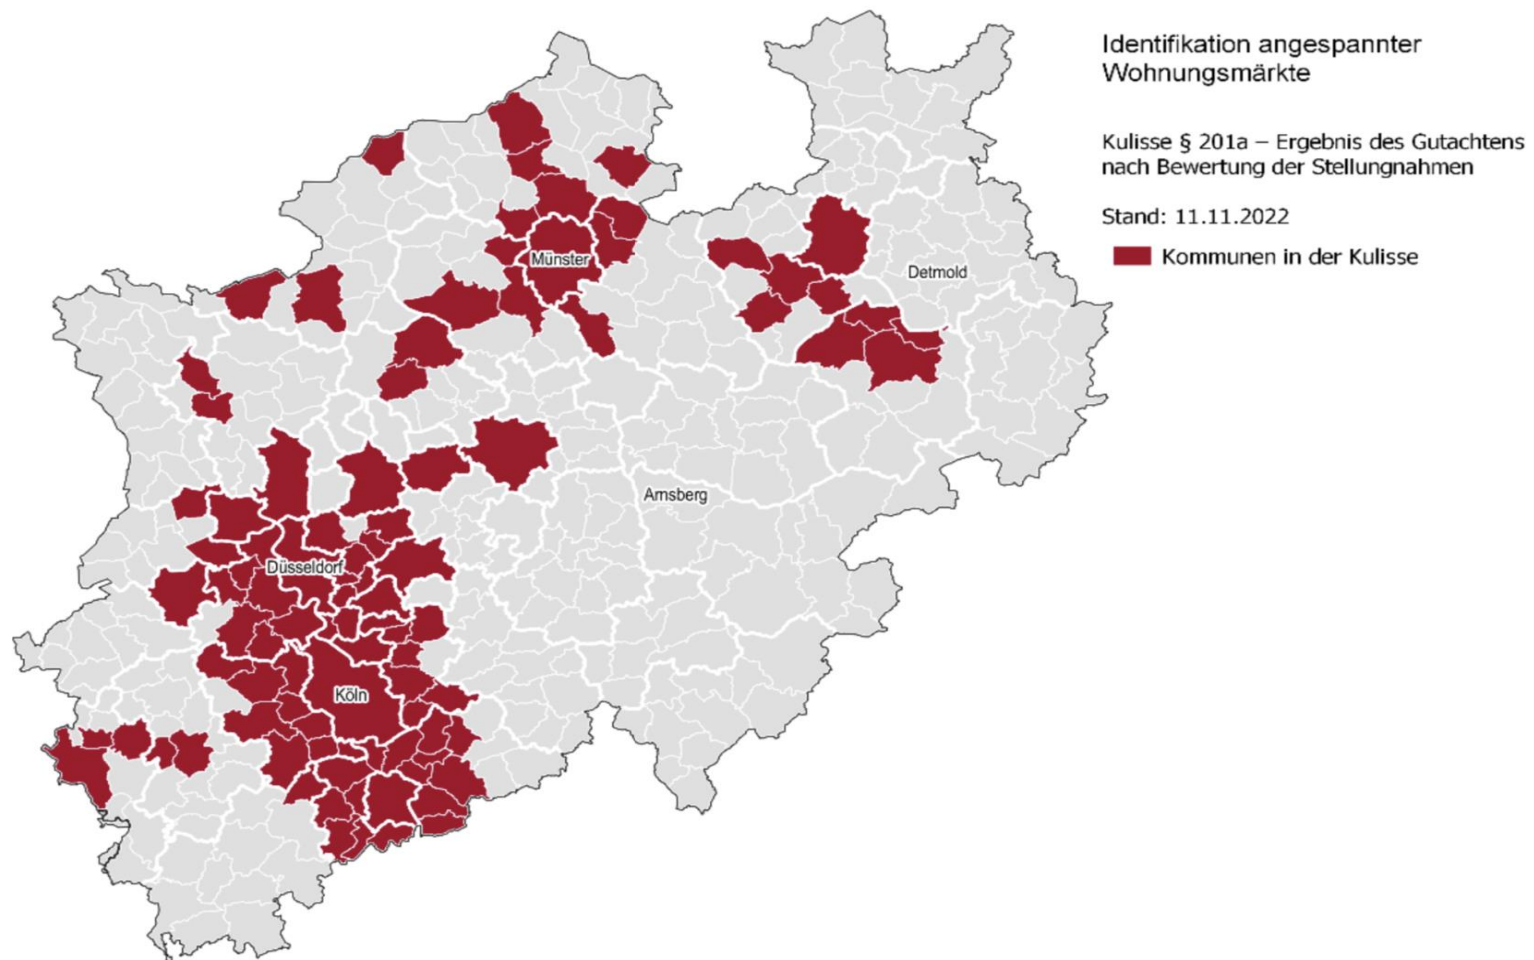 Identifikation angespannter
Wohnungsmärkte
Kulisse § 201a – Ergebnis des Gutachtens
nach Bewertung der Stellungnahmen
Stand: 11.11.2022
Kommunen in der Kulisse
Münster
Detmold
Arnsberg
Düsseldorf
Köln